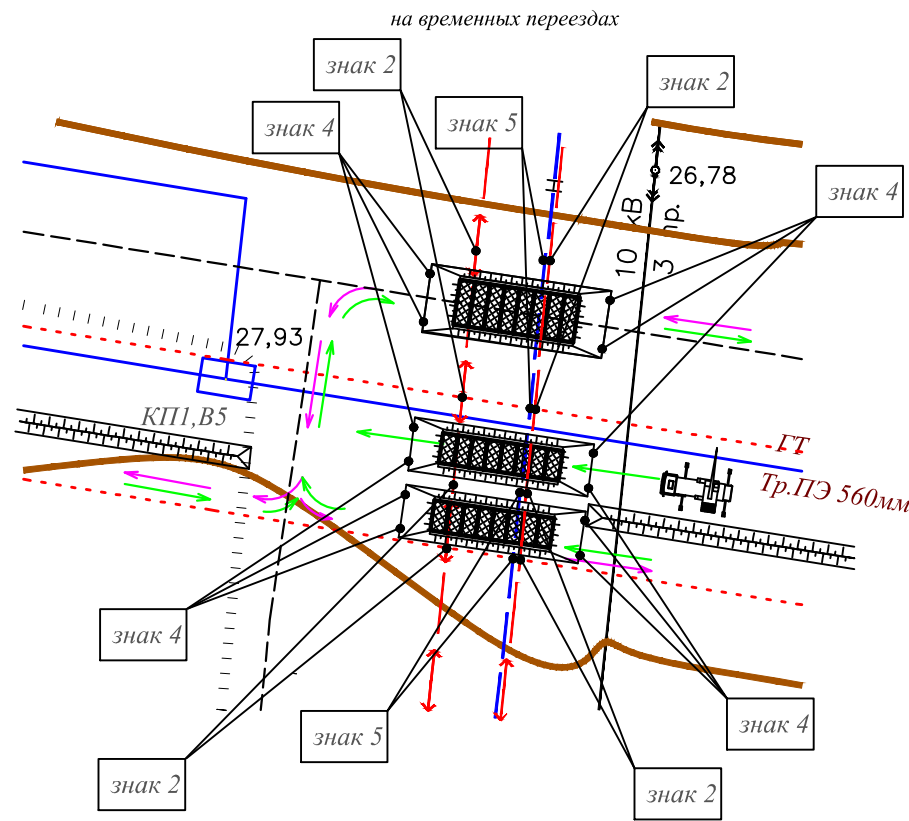 на временных переездах
знак 2
знак 2
знак 4
знак 5
знак 4
26,78
10 кВ
3 пр.
Н
27,93
КП1,В5
ГТ
Тр.ПЭ 560мм
знак 4
знак 5
знак 4
знак 2
знак 2